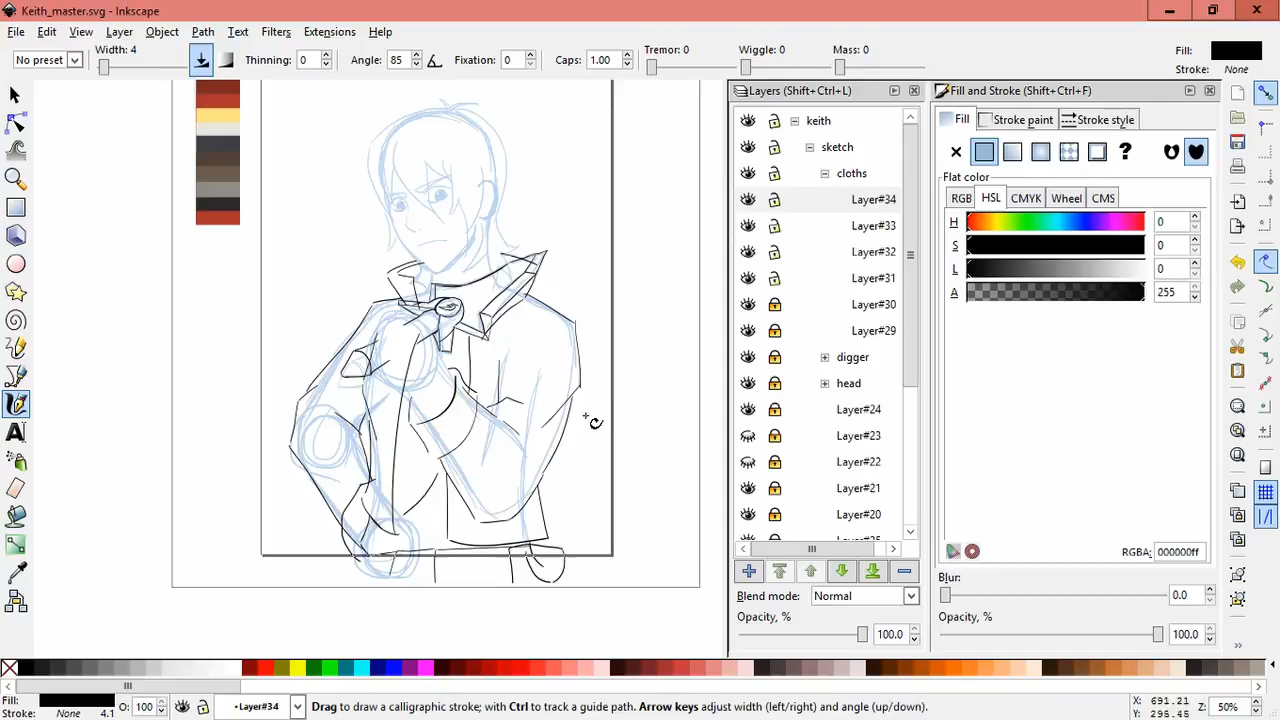 Keith_master.svg - Inkscape
File Edit View Layer Object Path Filters Text Extensions Help
No preset Width: 4 Thinning: 0 Angle: 85 Fixation: 0 Caps: 1.00 Tremor: 0 Wiggle: 0 Mass: 0 Fill: Stroke: None
Layers (Shift+Ctrl+L)
keith
sketch
cloths
Layer#34
Layer#33
Layer#32
Layer#31
Layer#30
Layer#29
digger
head
Layer#24
Layer#23
Layer#22
Layer#21
Layer#20
Blend mode: Normal
Opacity, %
100.0
Fill and Stroke (Shift+Ctrl+F)
Fill Stroke paint Stroke style
Flat color
RGB HSL CMYK Wheel CMS
H 0
S 0
L 0
A 255
RGBA: 000000ff
Blur:
0.0
Opacity, %
100.0
Fill:
Stroke: None 4.1
O: 100
•Layer#34
Drag to draw a calligraphic stroke; with Ctrl to track a guide path. Arrow keys adjust width (left/right) and angle (up/down).
X: 691.21
Y: 295.45
Z: 50%